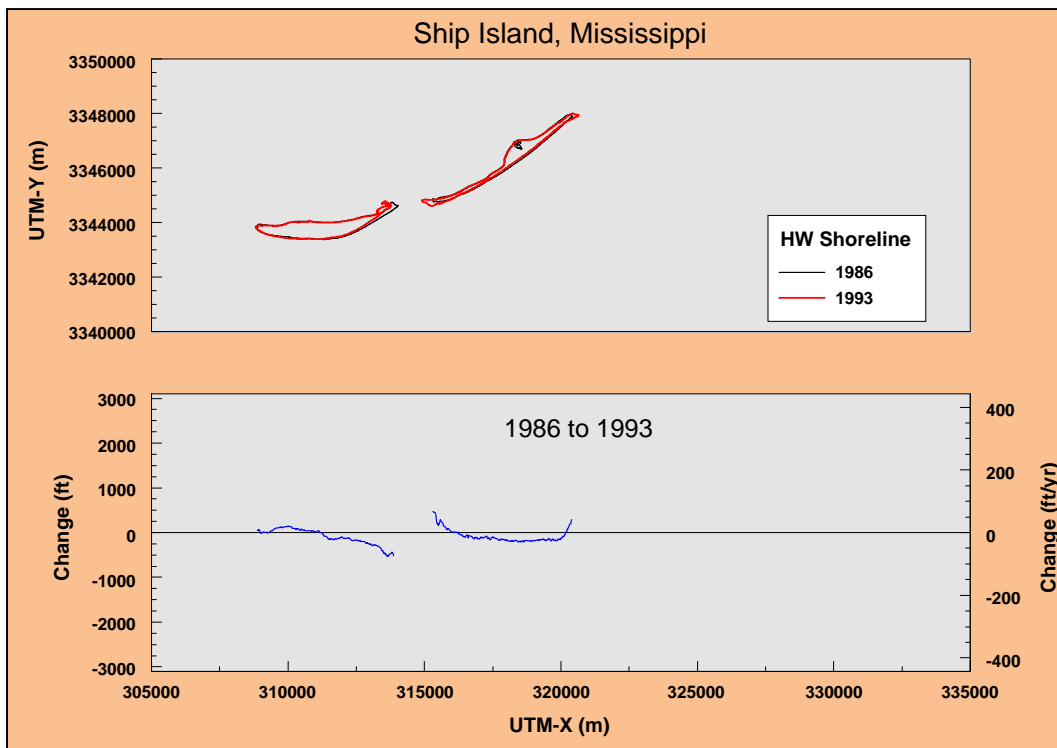 Ship Island, Mississippi
3350000
3348000
3346000
3344000
3342000
3340000
UTM-Y (m)
HW Shoreline
1986
1993
1986 to 1993
3000
2000
1000
0
-1000
-2000
-3000
Change (ft)
400
200
0
-200
-400
Change (ft/yr)
305000 310000 315000 320000 325000 330000 335000
UTM-X (m)